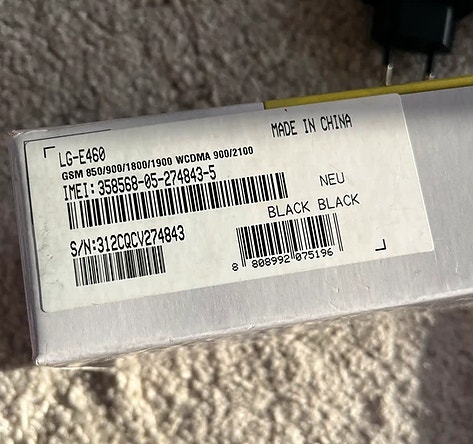 LG-E460
GSM 850/900/1800/1900 WCDMA 900/2100
IMEI:358568-05-274843-5
S/N:312CQCV274843
MADE IN CHINA
NEU
BLACK BLACK
8 808992 075196